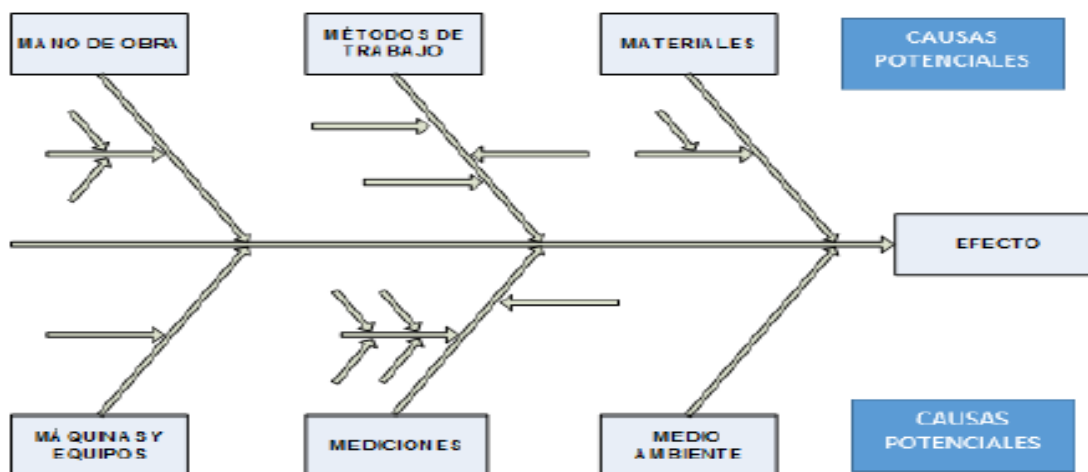 MANO DE OBRA
MÉTODOS DE
TRABAJO
MATERIALES
CAUSAS
POTENCIALES
EFECTO
MÁQUINAS Y
EQUIPOS
MEDICIONES
MEDIO
AMBIENTE
CAUSAS
POTENCIALES